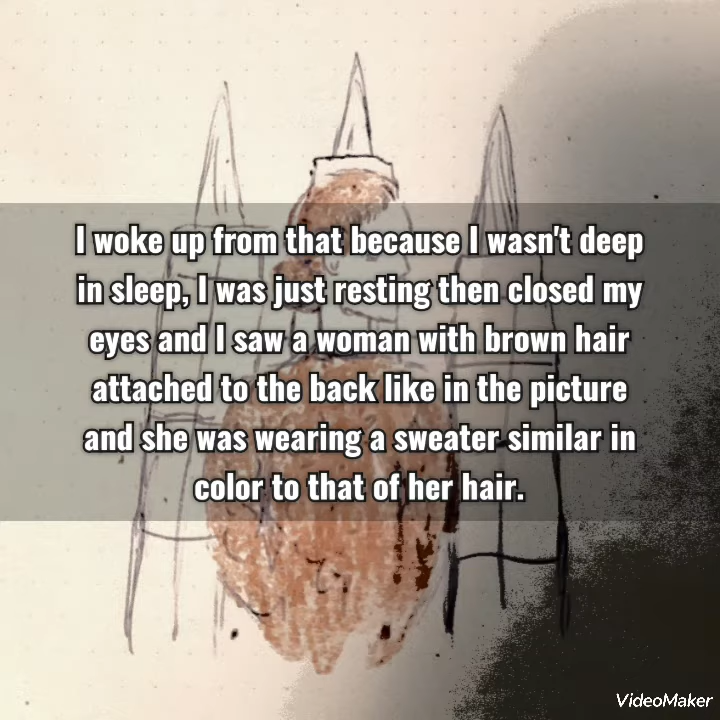 I woke up from that because I wasn't deep
in sleep, I was just resting then closed my
eyes and I saw a woman with brown hair
attached to the back like in the picture
and she was wearing a sweater similar in
color to that of her hair.
VideoMaker